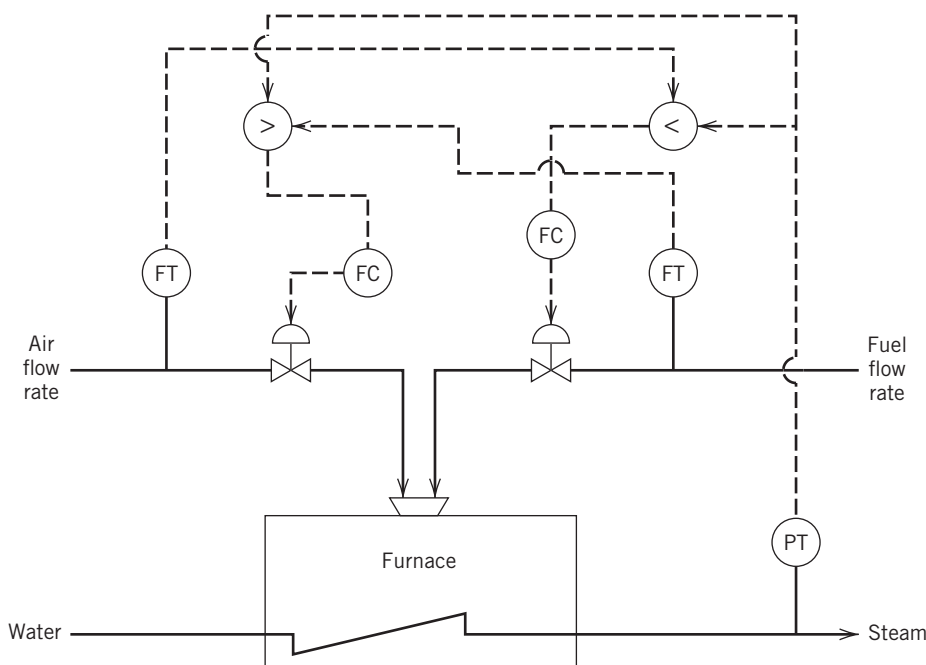 >
<
FC
FT
FC
FT
Air
flow
rate
Fuel
flow
rate
PT
Furnace
Water
Steam